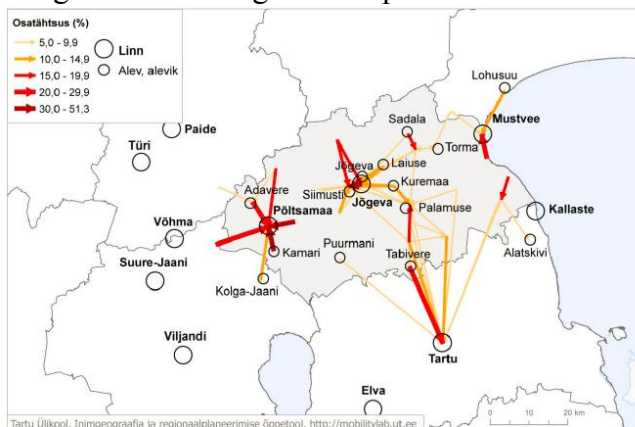 Osatähtsus (%)
5,0 - 9,9
10,0 - 14,9
15,0 - 19,9
20,0 - 29,9
30,0 - 51,3
Linn
Alev, alevik
Lohusuu
Mustvee
Paide
Sadala
Torma
Türi
Jõgeva
Laiuse
Kuremaa
Siimusti
Jõgeva
Adavere
Põltsamaa
Palamuse
Kallaste
Võhma
Puurmani
Kamari
Tabivere
Alatskivi
Suure-Jaani
Kolga-Jaani
Viljandi
Tartu
Elva
0 10 20 km
Tartu Ülikool, Inimgeograafia ja regionaalplaneerimise õppetool, http://mobilitylab.ut.ee